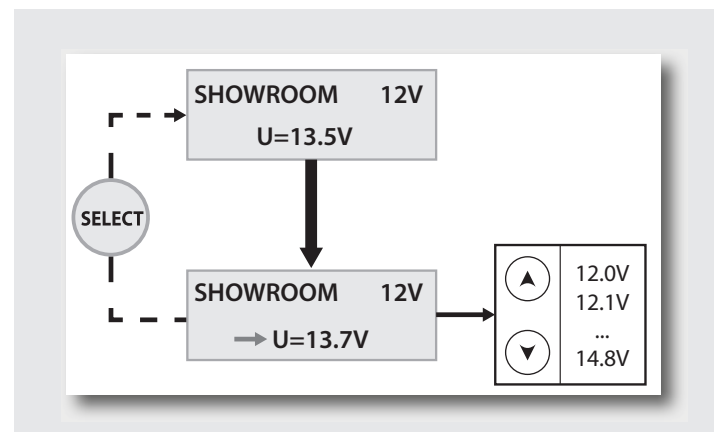 SHOWROOM 12V
U=13.5V
SELECT
SHOWROOM 12V
U=13.7V
12.0V
12.1V
...
14.8V